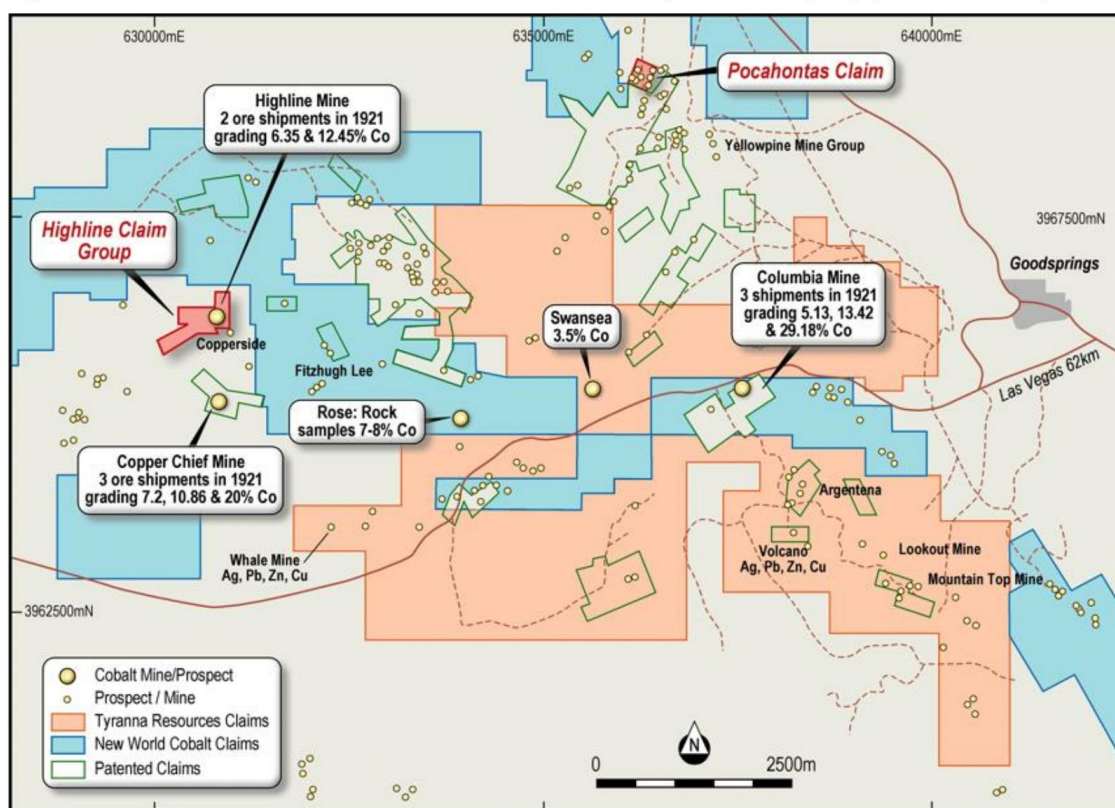 630000mE
635000mE
640000mE
Pocahontas Claim
Highline Mine
2 ore shipments in 1921
grading 6.35 & 12.45% Co
Yellowpine Mine Group
3967500mN
Highline Claim
Group
Goodsprings
Columbia Mine
3 shipments in 1921
grading 5.13, 13.42
& 29.18% Co
Swansea
3.5% Co
Copperside
Fitzhugh Lee
Las Vegas 62km
Rose: Rock
samples 7-8% Co
Copper Chief Mine
3 ore shipments in 1921
grading 7.2, 10.86 & 20% Co
Argentena
Whale Mine
Ag, Pb, Zn, Cu
Volcano
Ag, Pb, Zn, Cu
Lookout Mine
Mountain Top Mine
3962500mN
Cobalt Mine/Prospect
Prospect / Mine
Tyranna Resources Claims
New World Cobalt Claims
Patented Claims
N
0
2500m